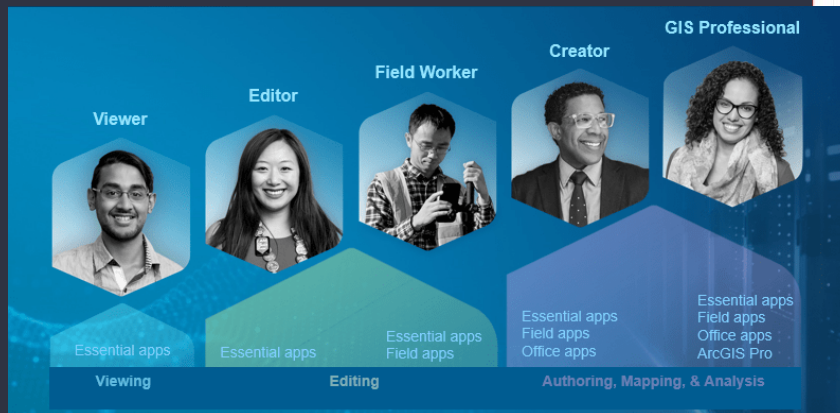 GIS Professional
Creator
Field Worker
Editor
Viewer
Essential apps
Essential apps
Essential apps
Field apps
Essential apps
Field apps
Office apps
Essential apps
Field apps
Office apps
ArcGIS Pro
Viewing
Editing
Authoring, Mapping, & Analysis